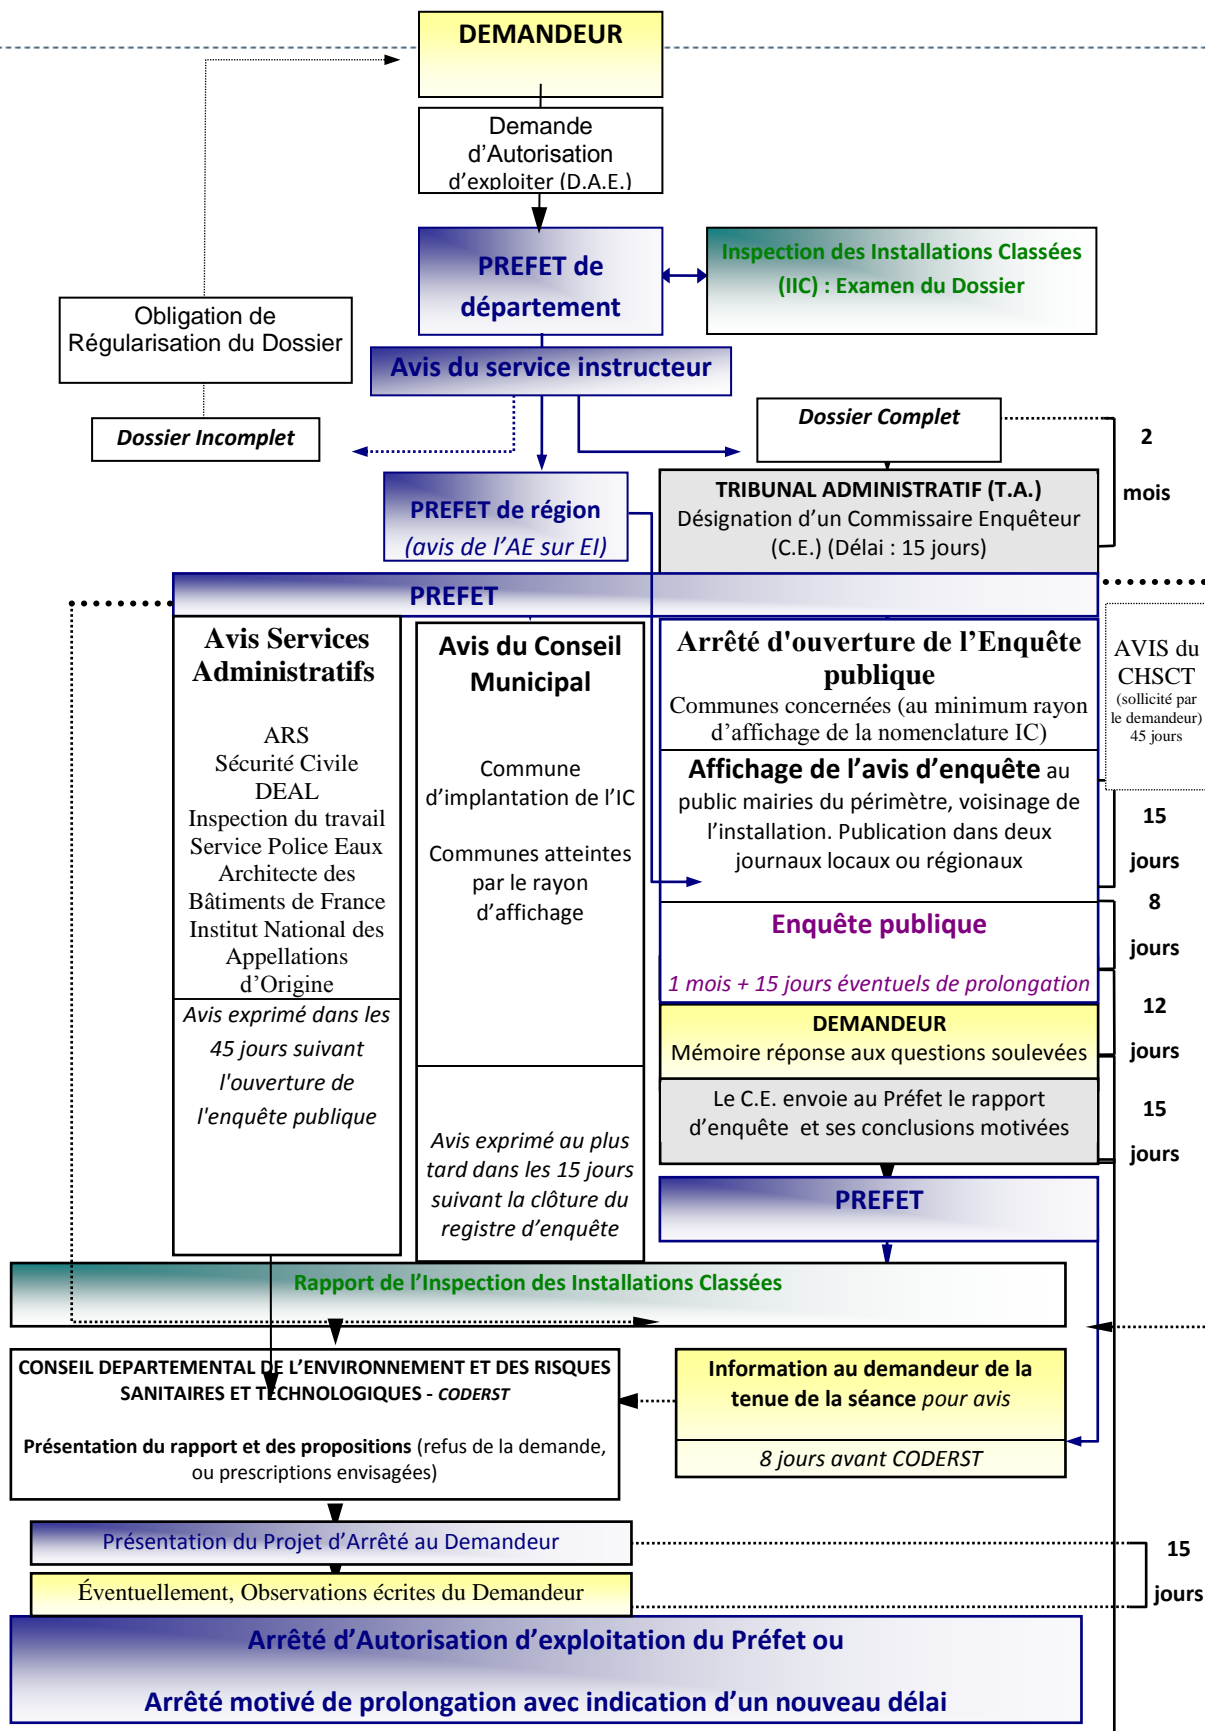 DEMANDEUR
Demande
d'Autorisation
d'exploiter (D.A.E.)
PREFET de
département
Inspection des Installations Classées
(IIC) : Examen du Dossier
Obligation de
Régularisation du Dossier
Avis du service instructeur
Dossier Incomplet
Dossier Complet
2
mois
PREFET de région
(avis de l'AE sur EI)
TRIBUNAL ADMINISTRATIF (T.A.)
Désignation d'un Commissaire Enquêteur
(C.E.) (Délai : 15 jours)
PREFET
Avis Services
Administratifs
ARS
Sécurité Civile
DEAL
Inspection du travail
Service Police Eaux
Architecte des
Bâtiments de France
Institut National des
Appellations
d'Origine
Avis exprimé dans les
45 jours suivant
l'ouverture de
l'enquête publique
Avis du Conseil
Municipal
Commune
d'implantation de l'IC
Communes atteintes
par le rayon
d'affichage
Avis exprimé au plus
tard dans les 15 jours
suivant la clôture du
registre d'enquête
Arrêté d'ouverture de l'Enquête
publique
Communes concernées (au minimum rayon
d'affichage de la nomenclature IC)
Affichage de l'avis d'enquête au
public mairies du périmètre, voisinage de
l'installation. Publication dans deux
journaux locaux ou régionaux
Enquête publique
1 mois + 15 jours éventuels de prolongation
DEMANDEUR
Mémoire réponse aux questions soulevées
Le C.E. envoie au Préfet le rapport
d'enquête et ses conclusions motivées
PREFET
AVIS du
CHSCT
(sollicité par
le demandeur)
45 jours
15
jours
8
jours
12
jours
15
jours
Rapport de l'Inspection des Installations Classées
CONSEIL DEPARTEMENTAL DE L'ENVIRONNEMENT ET DES RISQUES
SANITAIRES ET TECHNOLOGIQUES - CODERST
Présentation du rapport et des propositions (refus de la demande,
ou prescriptions envisagées)
Information au demandeur de la
tenue de la séance pour avis
8 jours avant CODERST
Présentation du Projet d'Arrêté au Demandeur
Éventuellement, Observations écrites du Demandeur
15
jours
Arrêté d'Autorisation d'exploitation du Préfet ou
Arrêté motivé de prolongation avec indication d'un nouveau délai